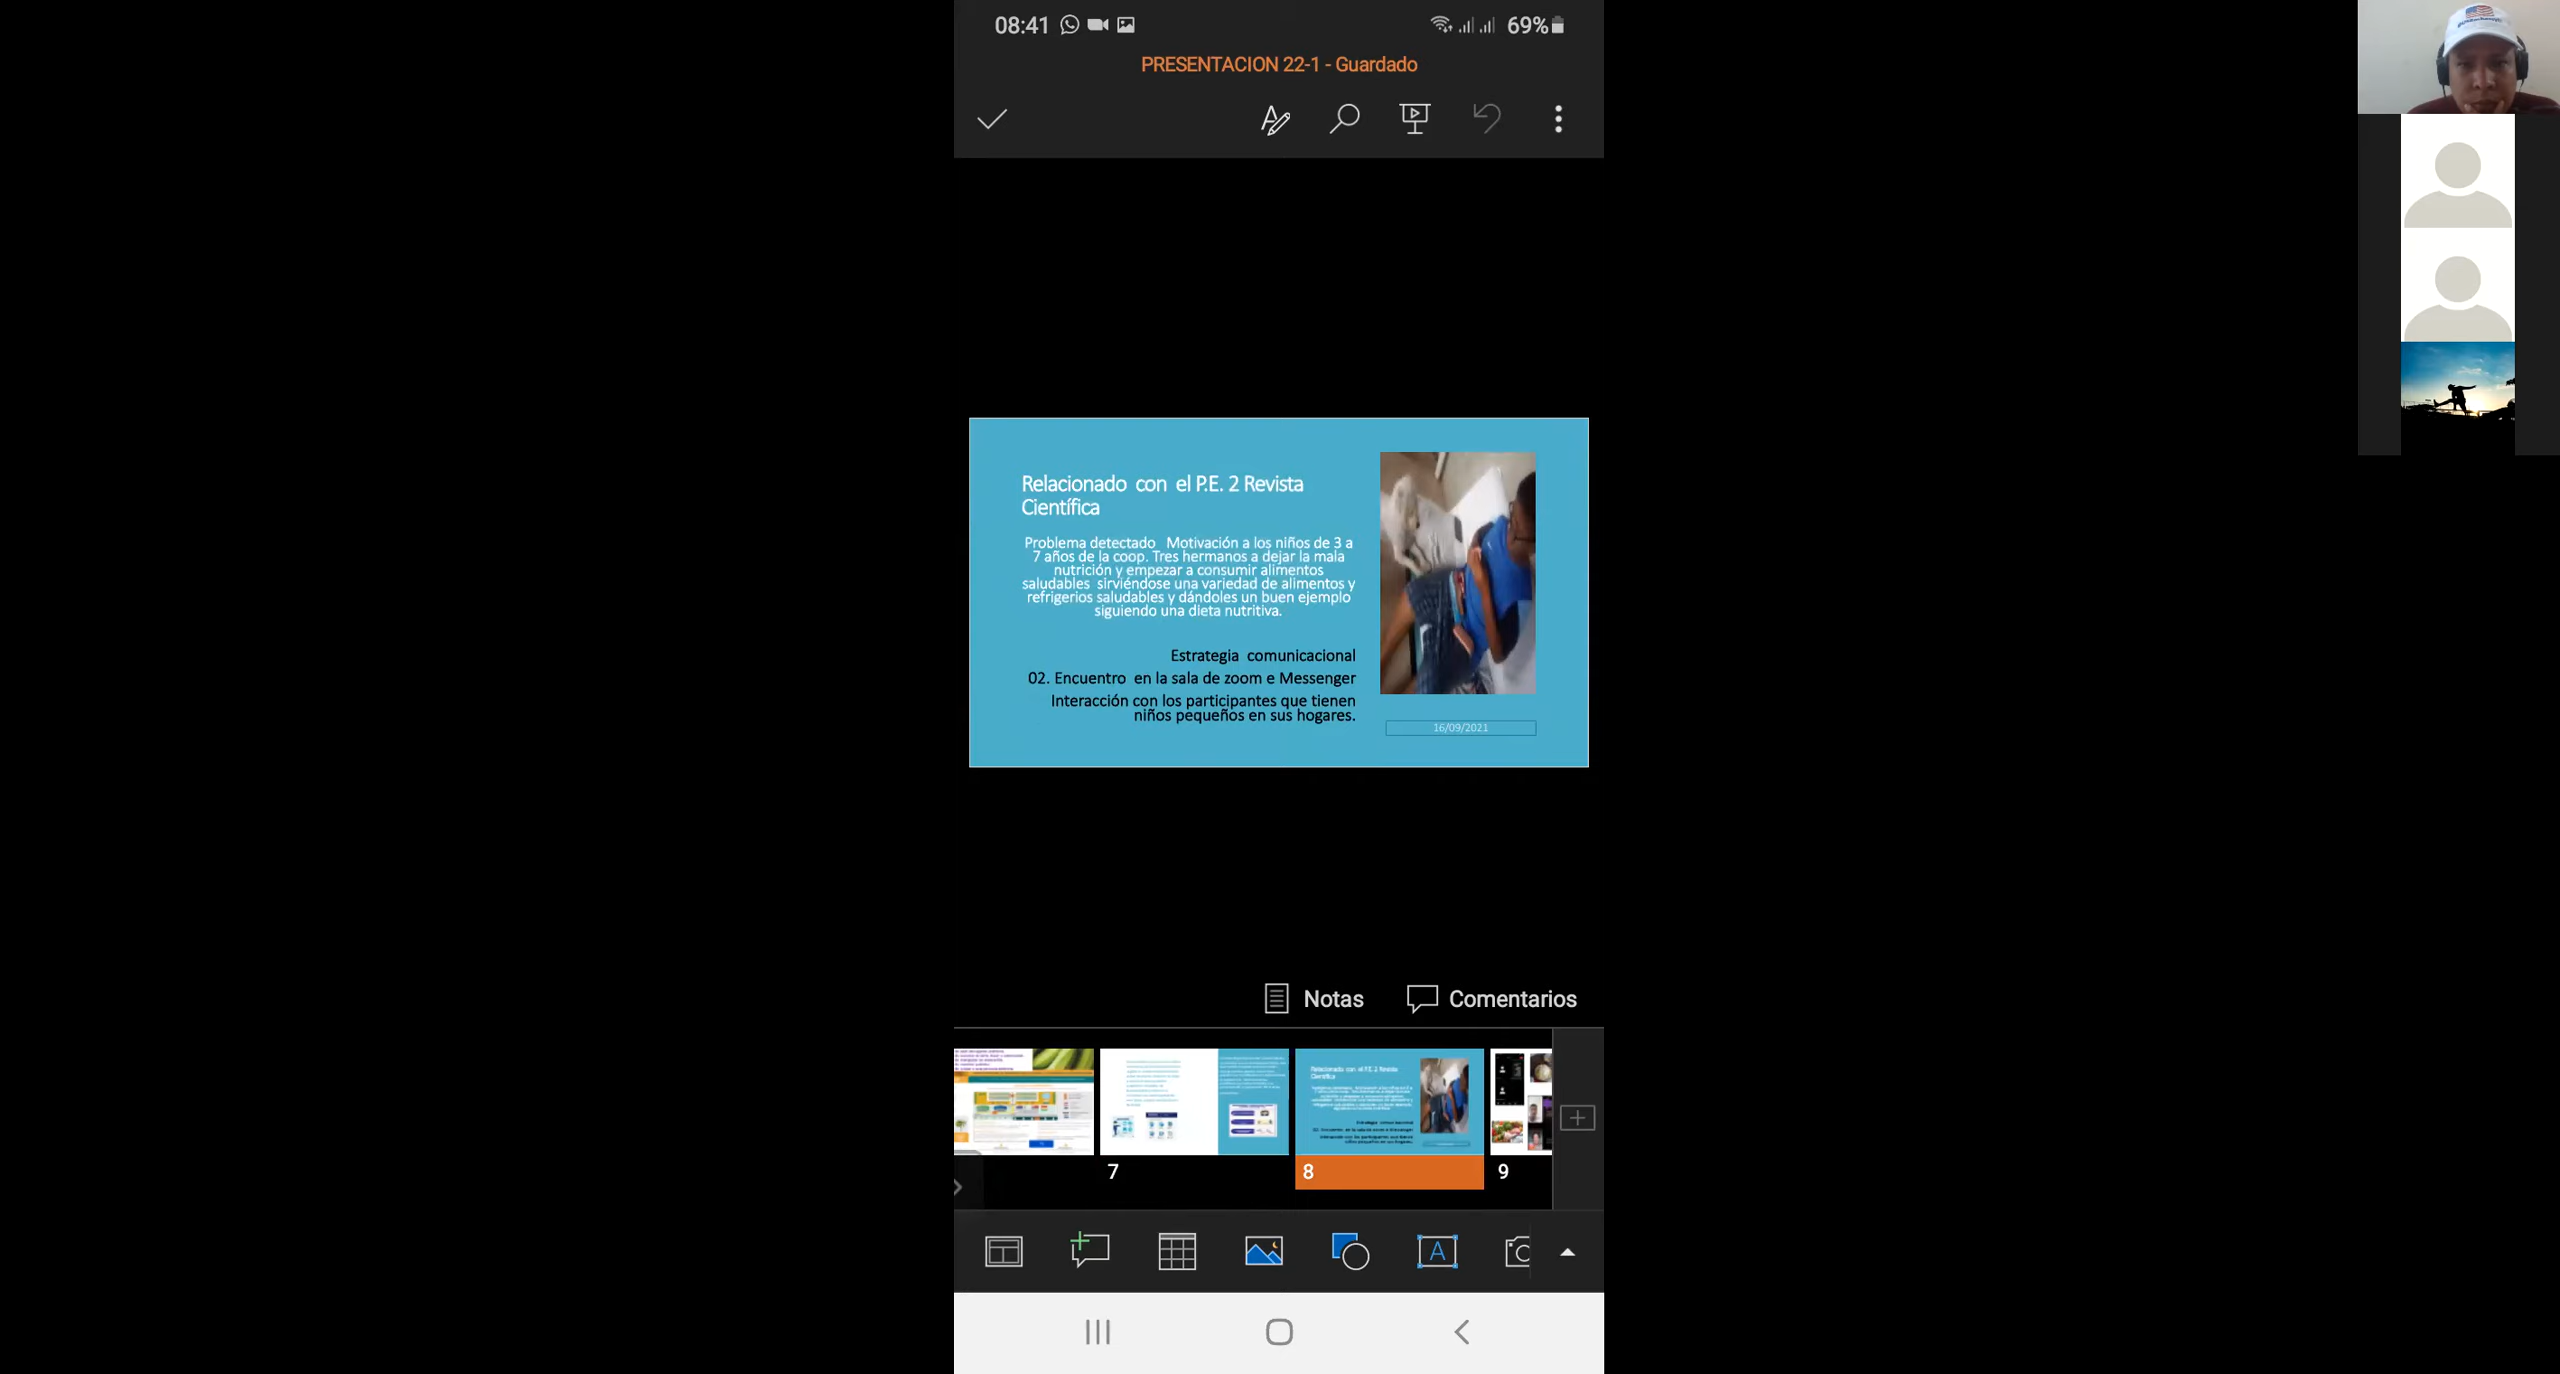 08:41
69%
PRESENTACION 22-1 - Guardado
Relacionado con el P.E. 2 Revista
Científica
Problema detectado Motivación a los niños de 3 a
7 años de la coop. Tres hermanos a dejar la mala
nutrición y empezar a consumir alimentos
saludables sirviéndose una variedad de alimentos y
refrigerios saludables y dándoles un buen ejemplo
siguiendo una dieta nutritiva.
Estrategia comunicacional
02. Encuentro en la sala de zoom e Messenger
Interacción con los participantes que tienen
niños pequeños en sus hogares.
16/09/2021
Notas
Comentarios
7
8
9